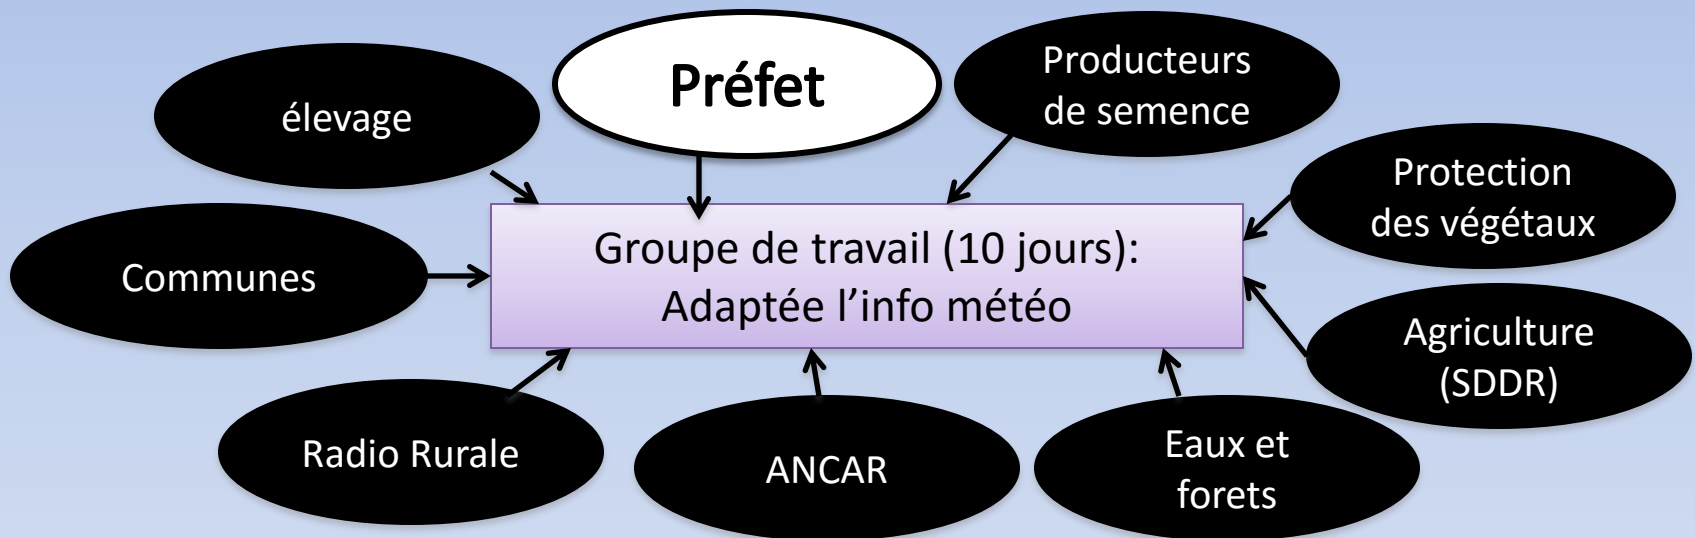 Préfet
élevage
Producteurs
de semence
Protection
des végétaux
Communes
Groupe de travail (10 jours):
Adaptée l’info météo
Agriculture
(SDDR)
Radio Rurale
ANCAR
Eaux et
forets